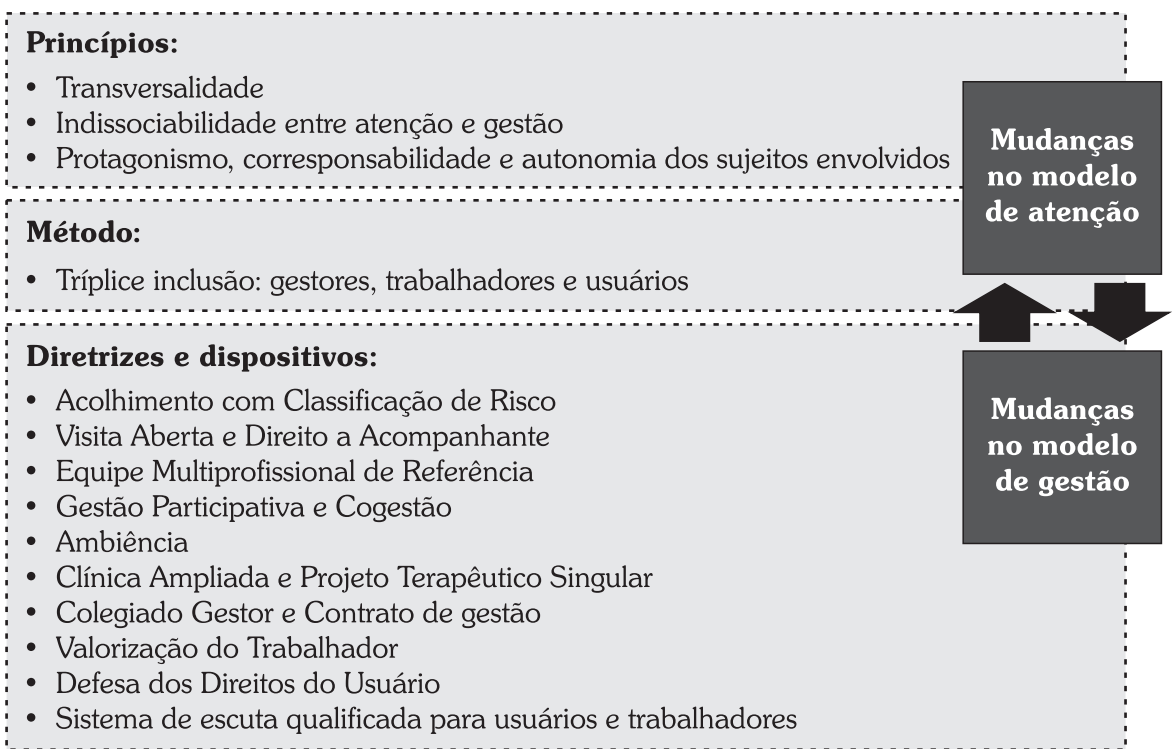 Princípios:
• Transversalidade
• Indissociabilidade entre atenção e gestão
• Protagonismo, corresponsabilidade e autonomia dos sujeitos envolvidos
Mudanças
no modelo
de atenção
Método:
• Tríplice inclusão: gestores, trabalhadores e usuários
Diretrizes e dispositivos:
• Acolhimento com Classificação de Risco
• Visita Aberta e Direito a Acompanhante
• Equipe Multiprofissional de Referência
• Gestão Participativa e Cogestão
• Ambiência
• Clínica Ampliada e Projeto Terapêutico Singular
• Colegiado Gestor e Contrato de gestão
• Valorização do Trabalhador
• Defesa dos Direitos do Usuário
• Sistema de escuta qualificada para usuários e trabalhadores
Mudanças
no modelo
de gestão